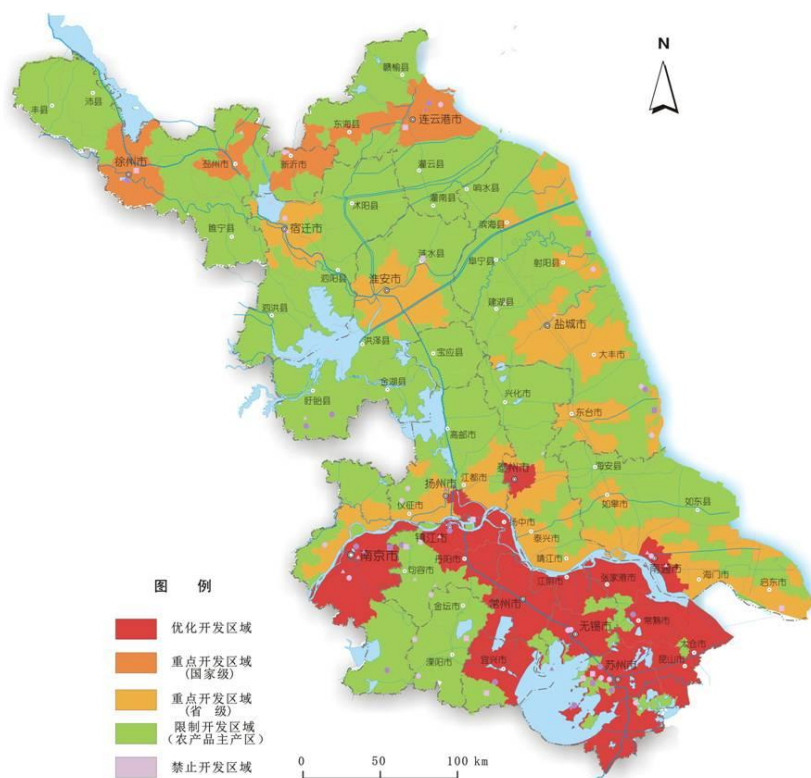 N
赣榆县
丰县
沛县
连云港市
东海县
徐州市
邳州市
新沂市
灌云县
响水县
沭阳县
灌南县
睢宁县
宿迁市
滨海县
涟水县
阜宁县
射阳县
泗阳县
淮安市
泗洪县
建湖县
盐城市
洪泽县
宝应县
大丰市
盱眙县
金湖县
兴化市
东台市
高邮市
泰州市
海安县
扬州市
江都市
如皋市
如东县
仪征市
扬中市
泰兴市
南京市
镇江市
丹阳市
靖江市
南通市
海门市
启东市
句容市
江阴市
张家港市
金坛市
常州市
无锡市
常熟市
太仓市
溧阳市
宜兴市
苏州市
昆山市
图 例
优化开发区域
重点开发区域
(国家级)
重点开发区域
(省 级)
限制开发区域
(农产品主产区)
禁止开发区域
0 50 100 km